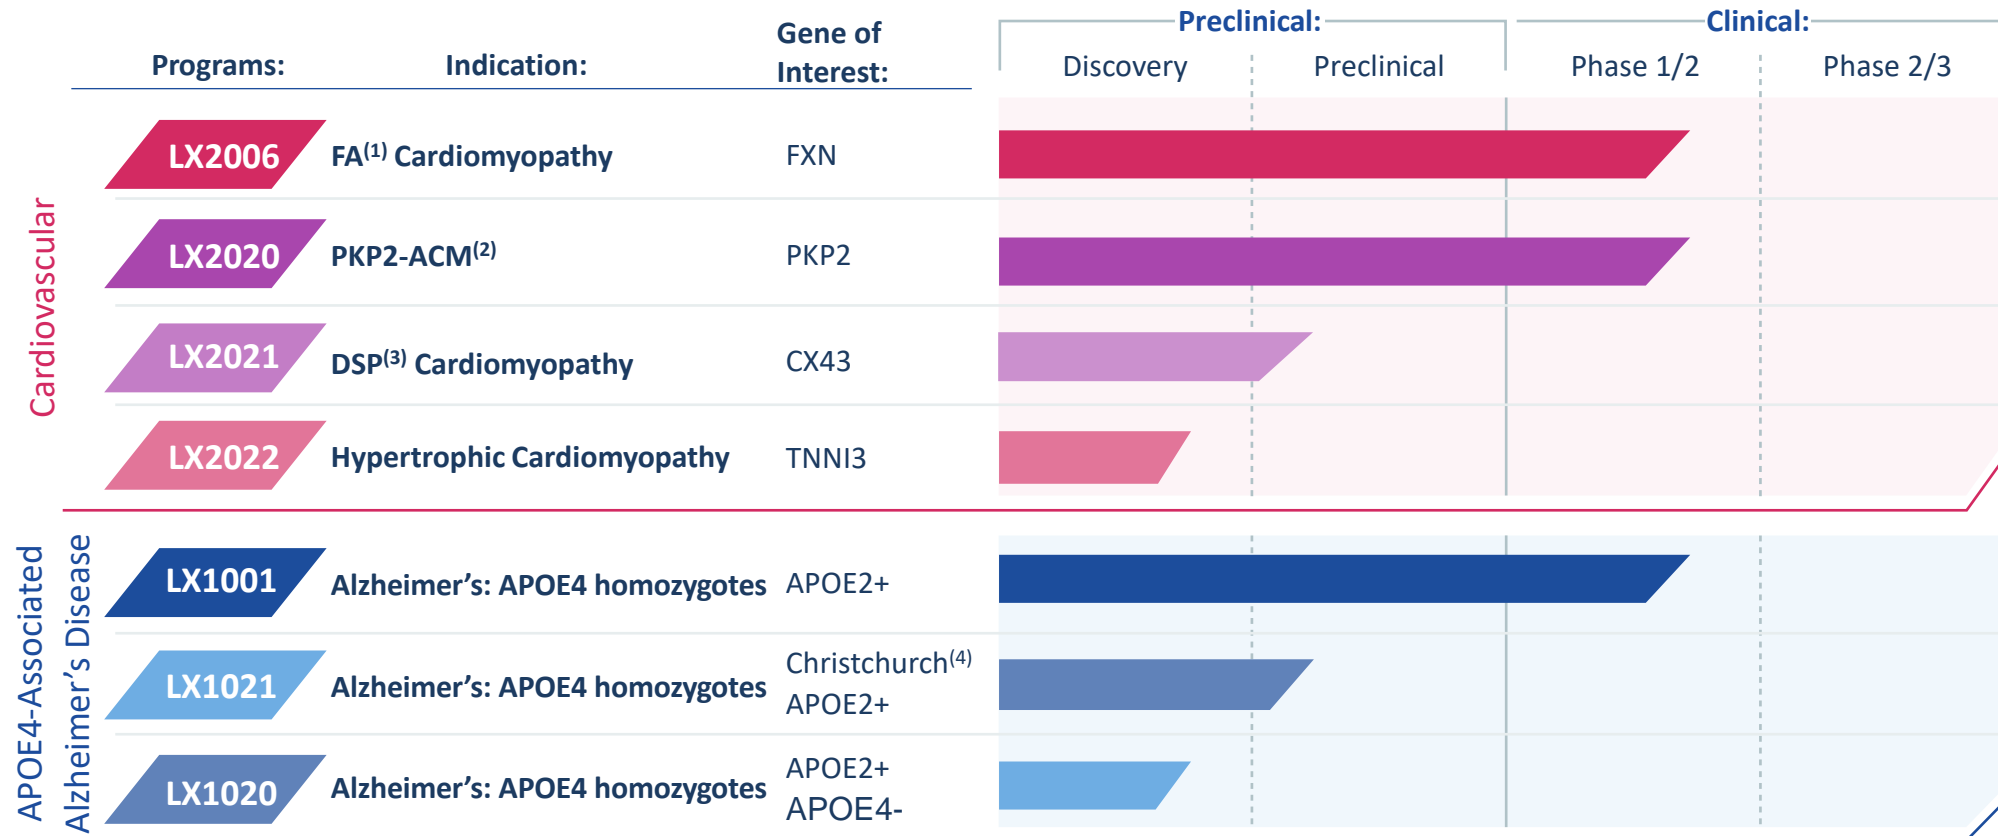 Programs:
Indication:
Gene of
Interest:
Preclinical:
Clinical:
Discovery
Preclinical
Phase 1/2
Phase 2/3
Cardiovascular
LX2006
FA(1) Cardiomyopathy
FXN
LX2020
PKP2-ACM(2)
PKP2
LX2021
DSP(3) Cardiomyopathy
CX43
LX2022
Hypertrophic Cardiomyopathy
TNNI3
APOE4-Associated
Alzheimer’s Disease
LX1001
Alzheimer’s: APOE4 homozygotes
APOE2+
LX1021
Alzheimer’s: APOE4 homozygotes
Christchurch(4)
APOE2+
LX1020
Alzheimer’s: APOE4 homozygotes
APOE2+
APOE4-